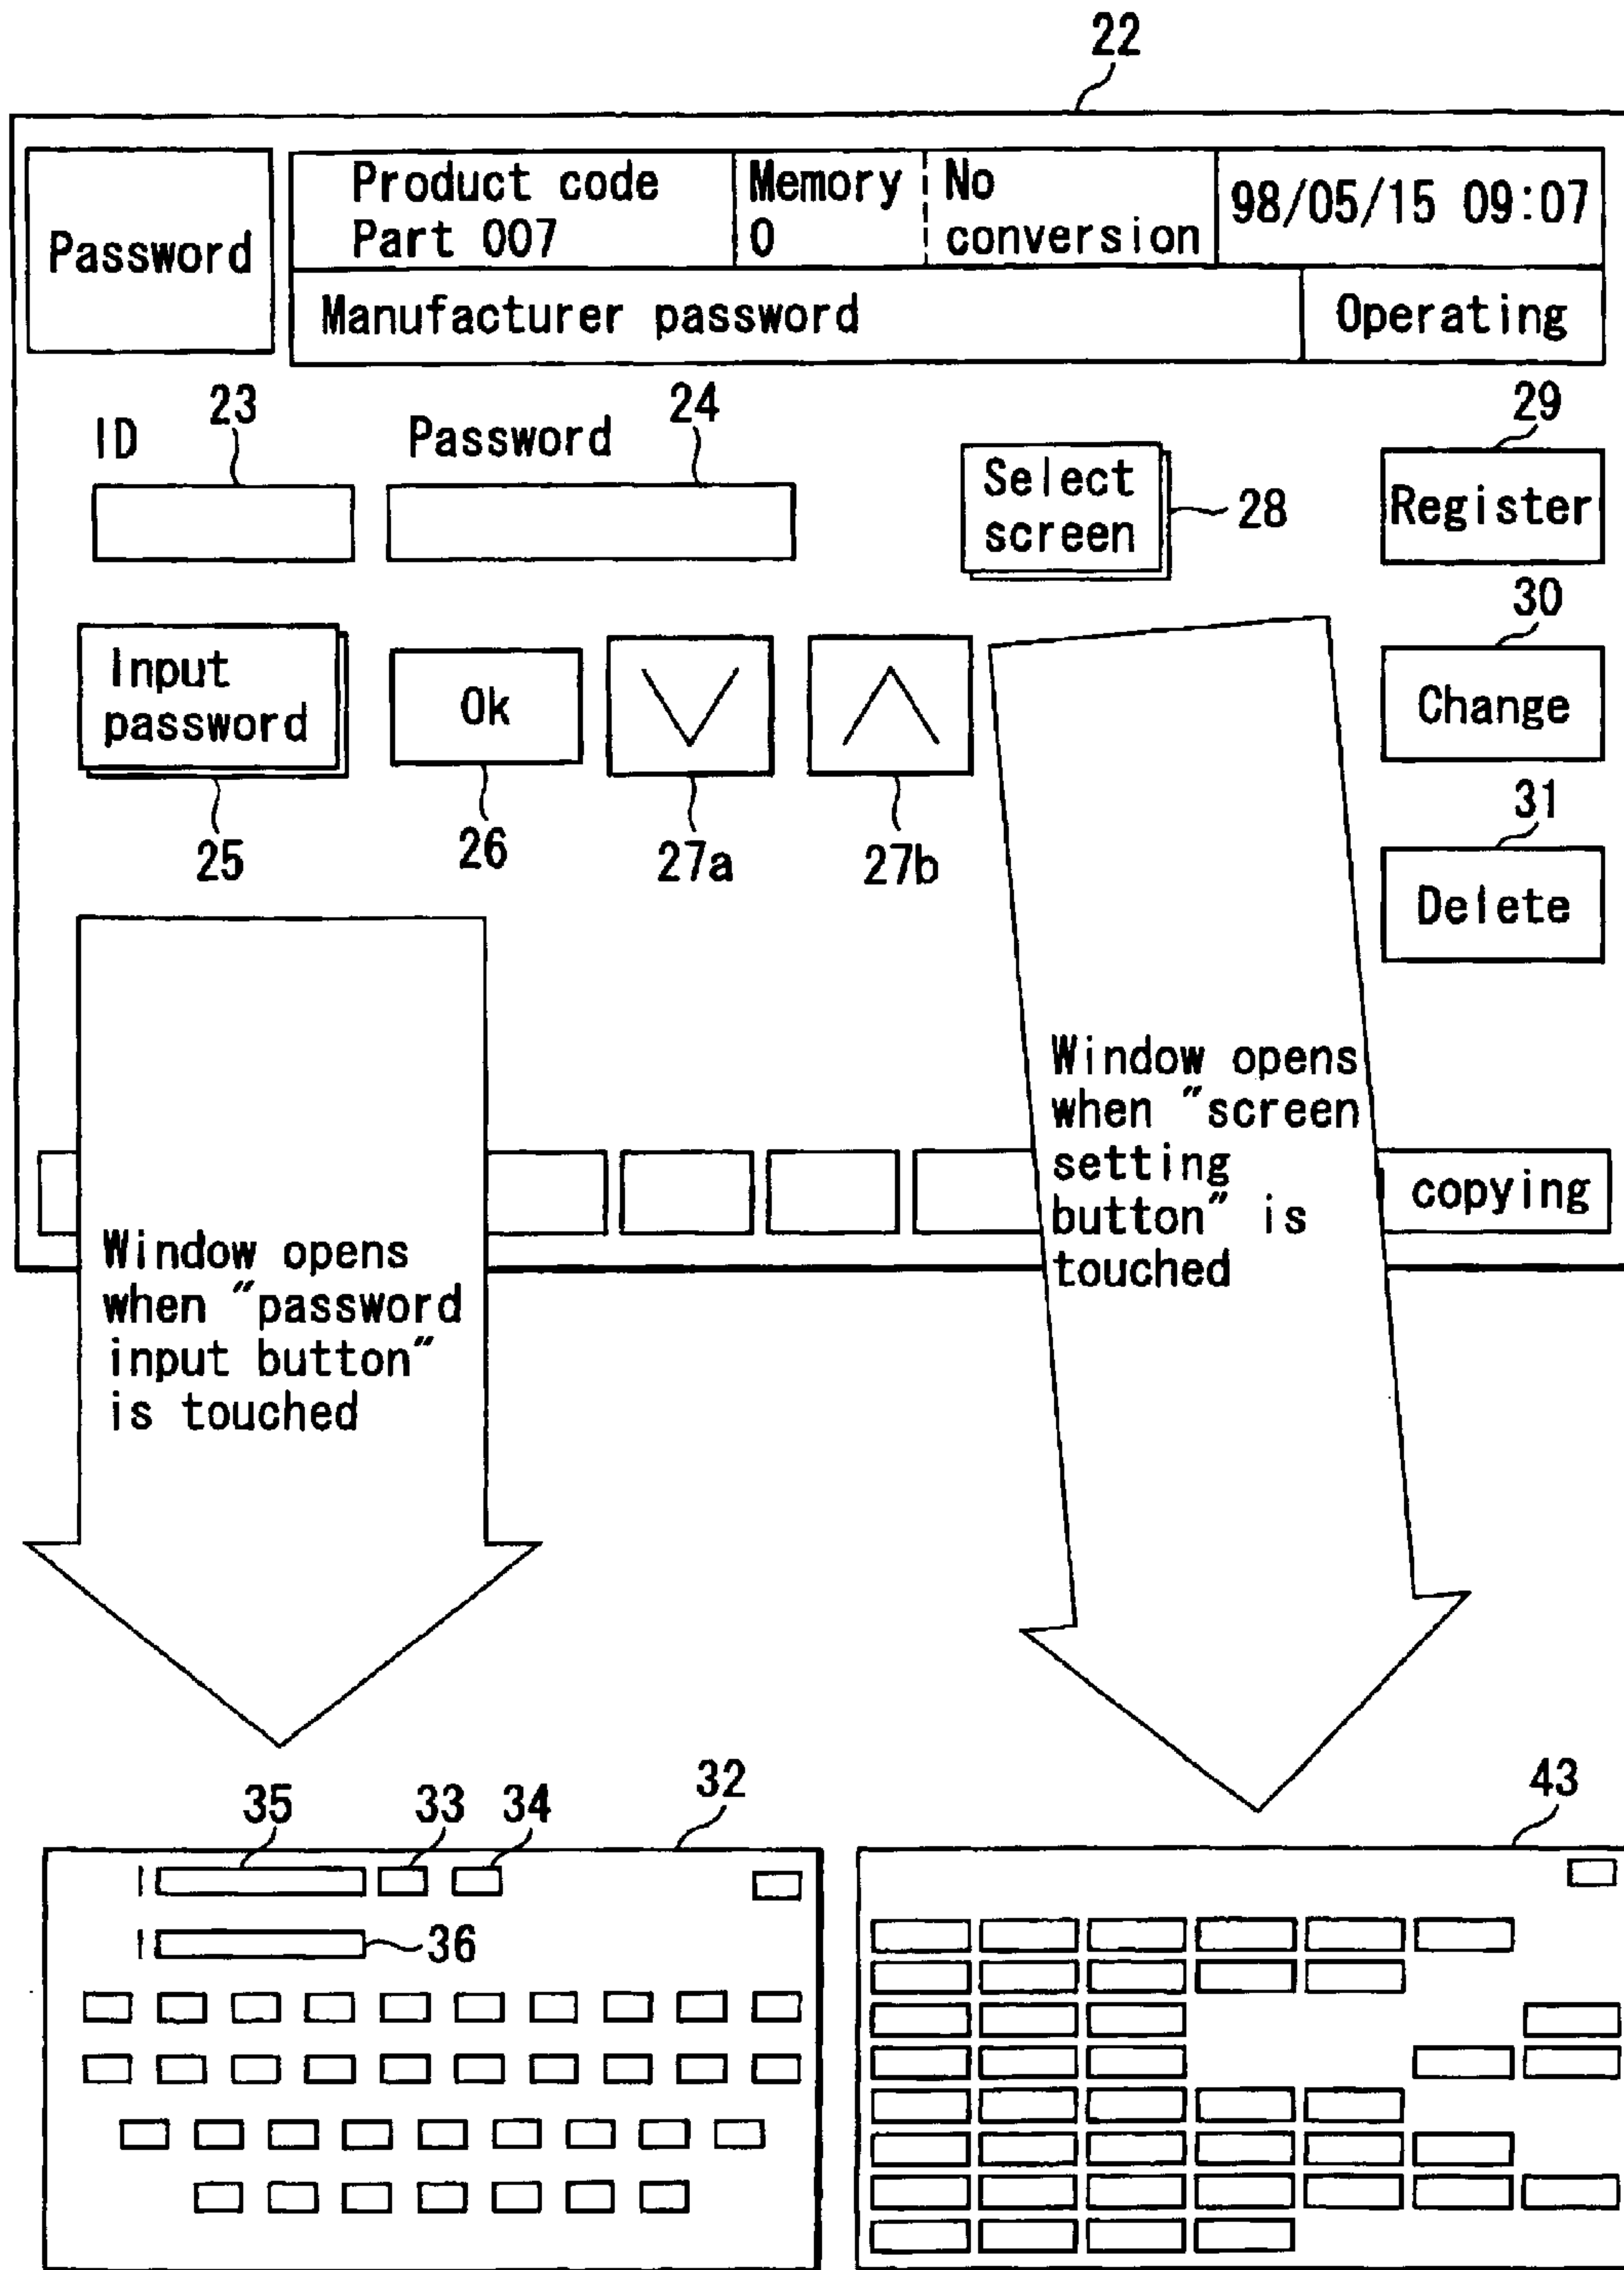 22
Password
Product code
Part 007
Memory
0
No
conversion
98/05/15 09:07
Manufacturer password
Operating
ID
23
Password
24
Select
screen
28
29
Register
Input
password
25
Ok
26
27a
27b
30
Change
31
Delete
Window opens
when "screen
setting
button" is
touched
copying
Window opens
when "password
input button"
is touched
35
33
34
32
36
43